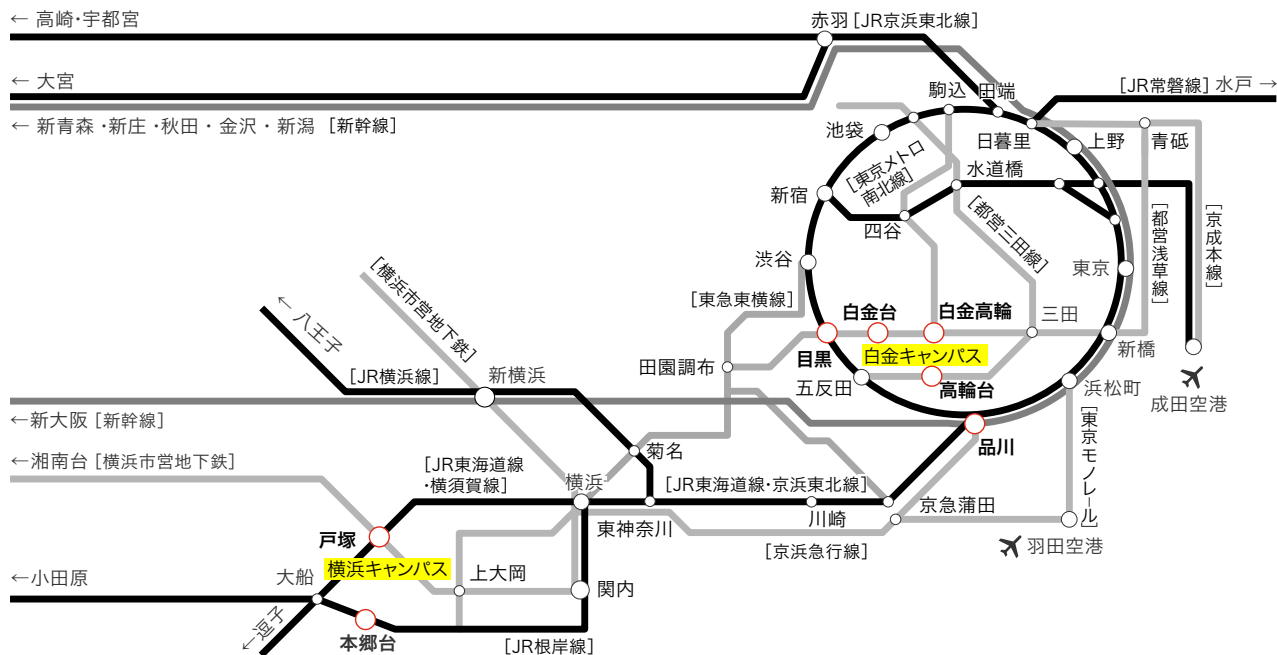 ← 高崎・宇都宮
赤羽 [JR京浜東北線]
← 大宮
駒込 田端
[JR常磐線] 水戸 →
← 新青森・新庄・秋田・金沢・新潟 [新幹線]
池袋
日暮里
上野
青砥
[東京メトロ
南北線]
水道橋
新宿
四谷
[都営三田線]
[都営浅草線]
[京成本線]
渋谷
東京
[横浜市営地下鉄]
[東急東横線]
白金台
白金高輪
三田
← 八王子
目黒
白金キャンパス
新橋
田園調布
[JR横浜線]
新横浜
五反田
高輪台
浜松町
成田空港
←新大阪 [新幹線]
[東京モノレール]
品川
菊名
←湘南台 [横浜市営地下鉄]
[JR東海道線
・横須賀線]
横浜
[JR東海道線・京浜東北線]
川崎
京急蒲田
東神奈川
戸塚
[京浜急行線]
羽田空港
横浜キャンパス
←小田原
大船
上大岡
関内
←逗子
本郷台
[JR根岸線]